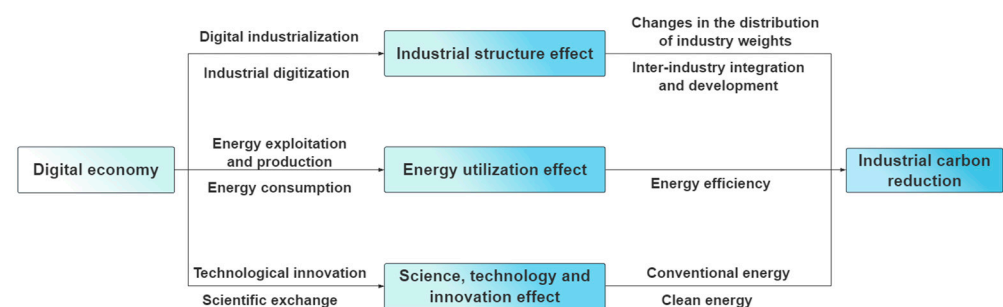 Digital economy
Digital industrialization
Industrial digitization
Industrial structure effect
Changes in the distribution
of industry weights
Inter-industry integration
and development
Energy exploitation
and production
Energy consumption
Energy utilization effect
Energy efficiency
Technological innovation
Scientific exchange
Science, technology and
innovation effect
Conventional energy
Clean energy
Industrial carbon
reduction